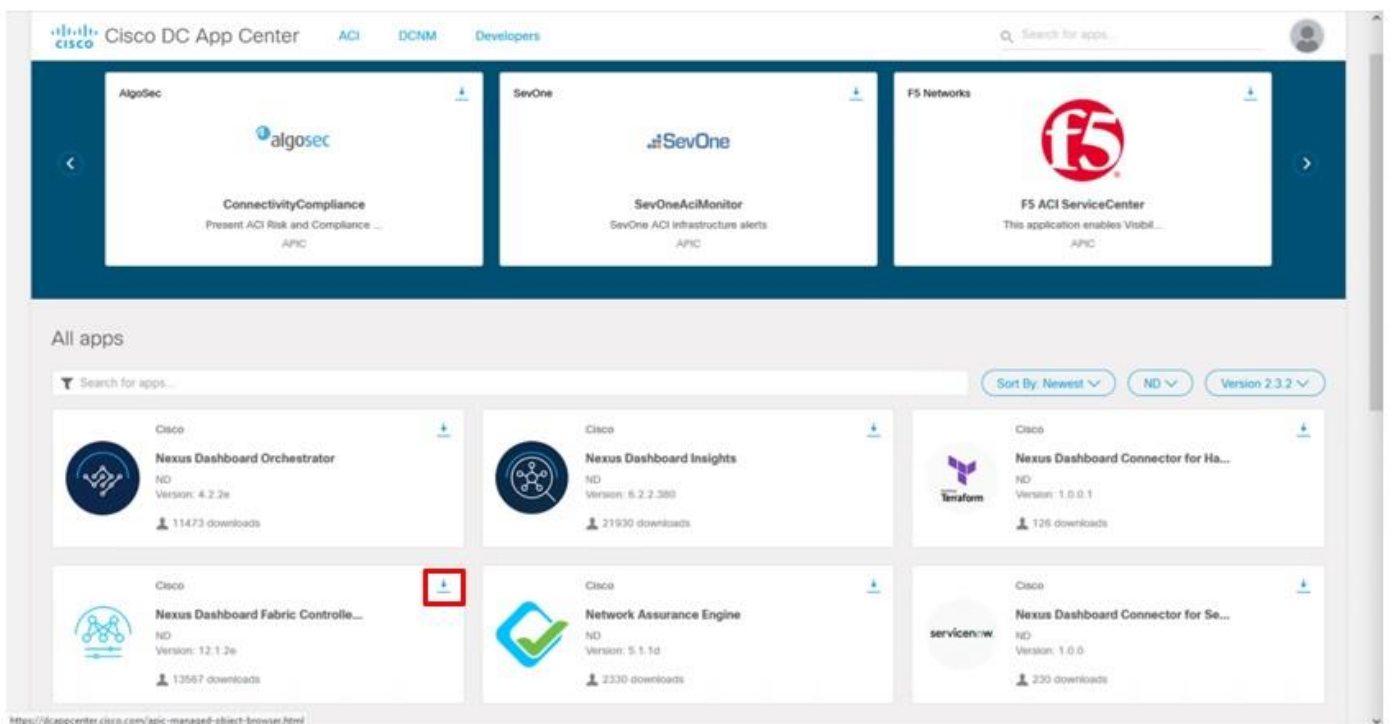 CISCO Cisco DC App Center ACI DCNM Developers Search for apps...
AlgoSec
algosec
ConnectivityCompliance
Present ACI Risk and Compliance ...
APIC
SevOne
SevOne
SevOneAciMonitor
SevOne ACI Infrastructure alerts
APIC
F5 Networks
f5
F5 ACI ServiceCenter
This application enables Visibil...
APIC
All apps
Search for apps...
Sort By: Newest ND Version 2.3.2
Cisco
Nexus Dashboard Orchestrator
ND
Version: 4.2.2e
11473 downloads
Cisco
Nexus Dashboard Insights
ND
Version: 6.2.2.380
21930 downloads
Terraform
Cisco
Nexus Dashboard Connector for Ha...
ND
Version: 1.0.0.1
126 downloads
Cisco
Nexus Dashboard Fabric Controlle...
ND
Version: 12.1.2e
13567 downloads
Cisco
Network Assurance Engine
ND
Version: 5.1.1d
2330 downloads
servicenow
Cisco
Nexus Dashboard Connector for Se...
ND
Version: 1.0.0
230 downloads
https://dcappcenter.cisco.com/apic-managed-object-browser.html